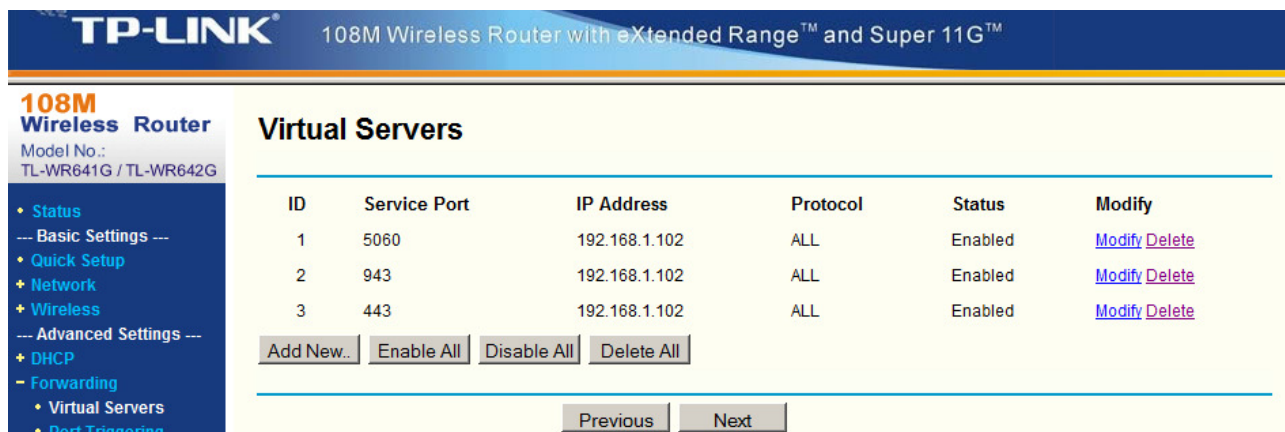 TP-LINK® 108M Wireless Router with eXtended Range™ and Super 11G™
108M
Wireless Router
Model No.:
TL-WR641G / TL-WR642G
• Status
--- Basic Settings ---
• Quick Setup
+ Network
+ Wireless
--- Advanced Settings ---
+ DHCP
− Forwarding
• Virtual Servers
• Port Triggering
Virtual Servers
ID Service Port IP Address Protocol Status Modify
1 5060 192.168.1.102 ALL Enabled Modify Delete
2 943 192.168.1.102 ALL Enabled Modify Delete
3 443 192.168.1.102 ALL Enabled Modify Delete
Add New.. Enable All Disable All Delete All
Previous Next